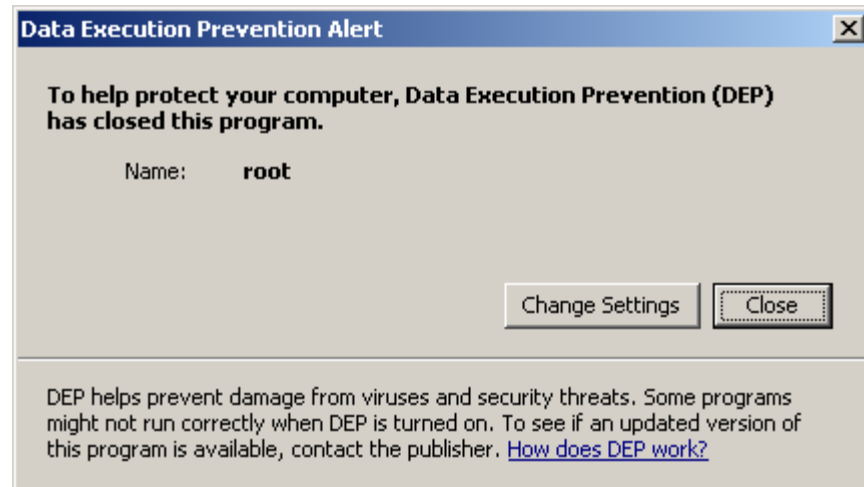 Data Execution Prevention Alert
To help protect your computer, Data Execution Prevention (DEP)
has closed this program.
Name: root
Change Settings Close
DEP helps prevent damage from viruses and security threats. Some programs
might not run correctly when DEP is turned on. To see if an updated version of
this program is available, contact the publisher. How does DEP work?